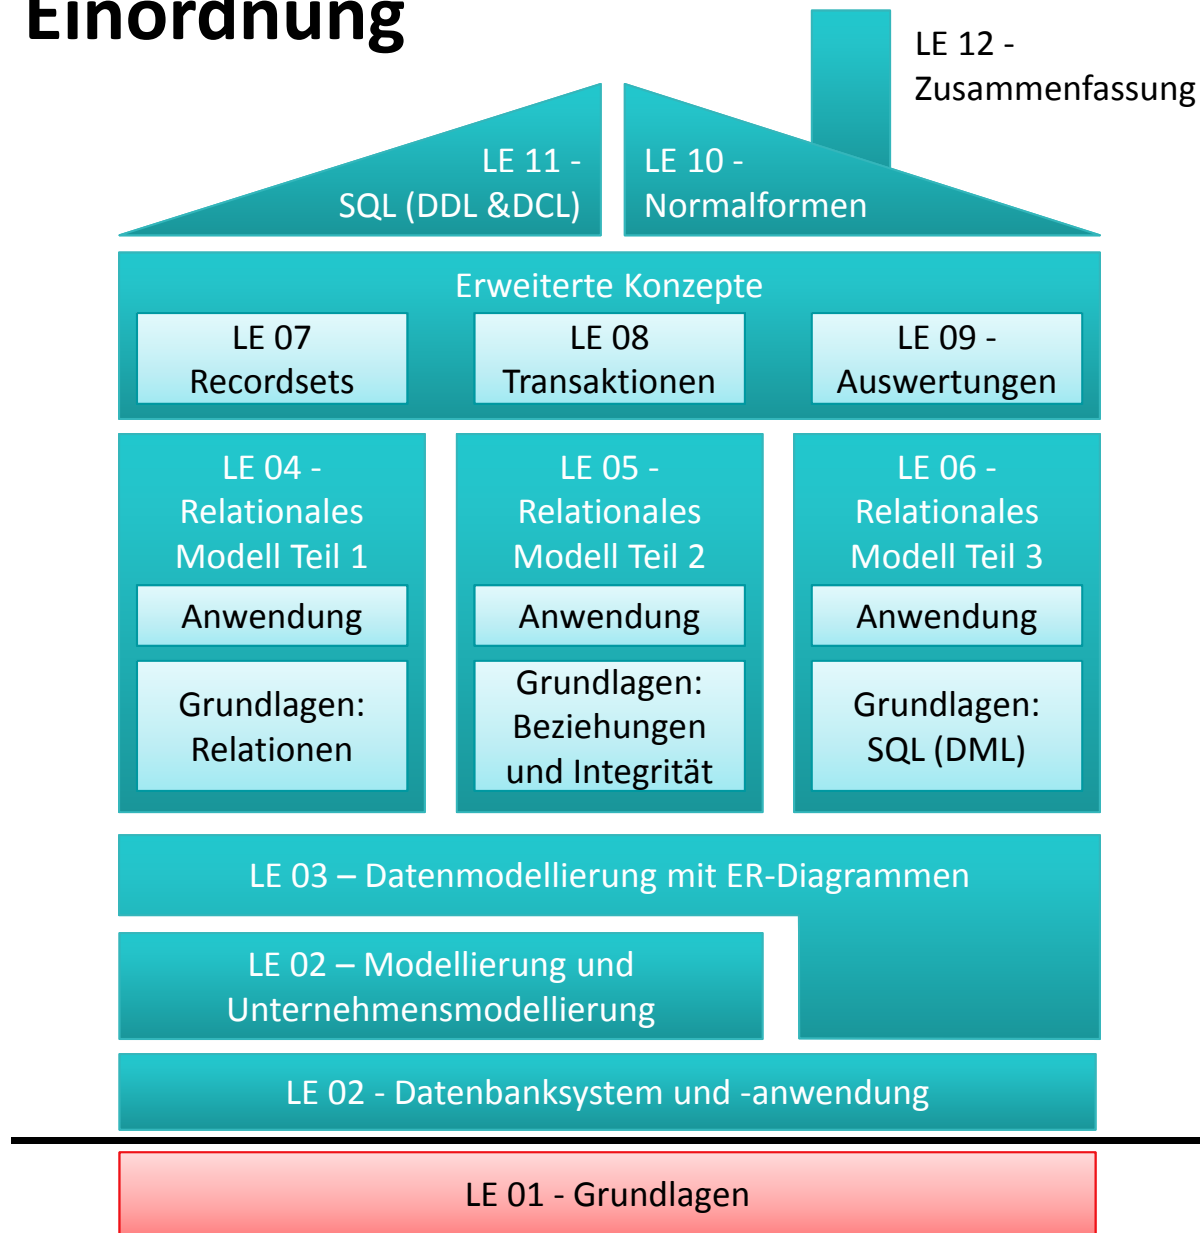 Einordnung
LE 12 -
Zusammenfassung
LE 11 -
SQL (DDL &DCL)
LE 10 -
Normalformen
Erweiterte Konzepte
LE 07
Recordsets
LE 08
Transaktionen
LE 09 -
Auswertungen
LE 04 -
Relationales
Modell Teil 1
Anwendung
Grundlagen:
Relationen
LE 05 -
Relationales
Modell Teil 2
Anwendung
Grundlagen:
Beziehungen
und Integrität
LE 06 -
Relationales
Modell Teil 3
Anwendung
Grundlagen:
SQL (DML)
LE 03 – Datenmodellierung mit ER-Diagrammen
LE 02 – Modellierung und
Unternehmensmodellierung
LE 02 - Datenbanksystem und -anwendung
LE 01 - Grundlagen